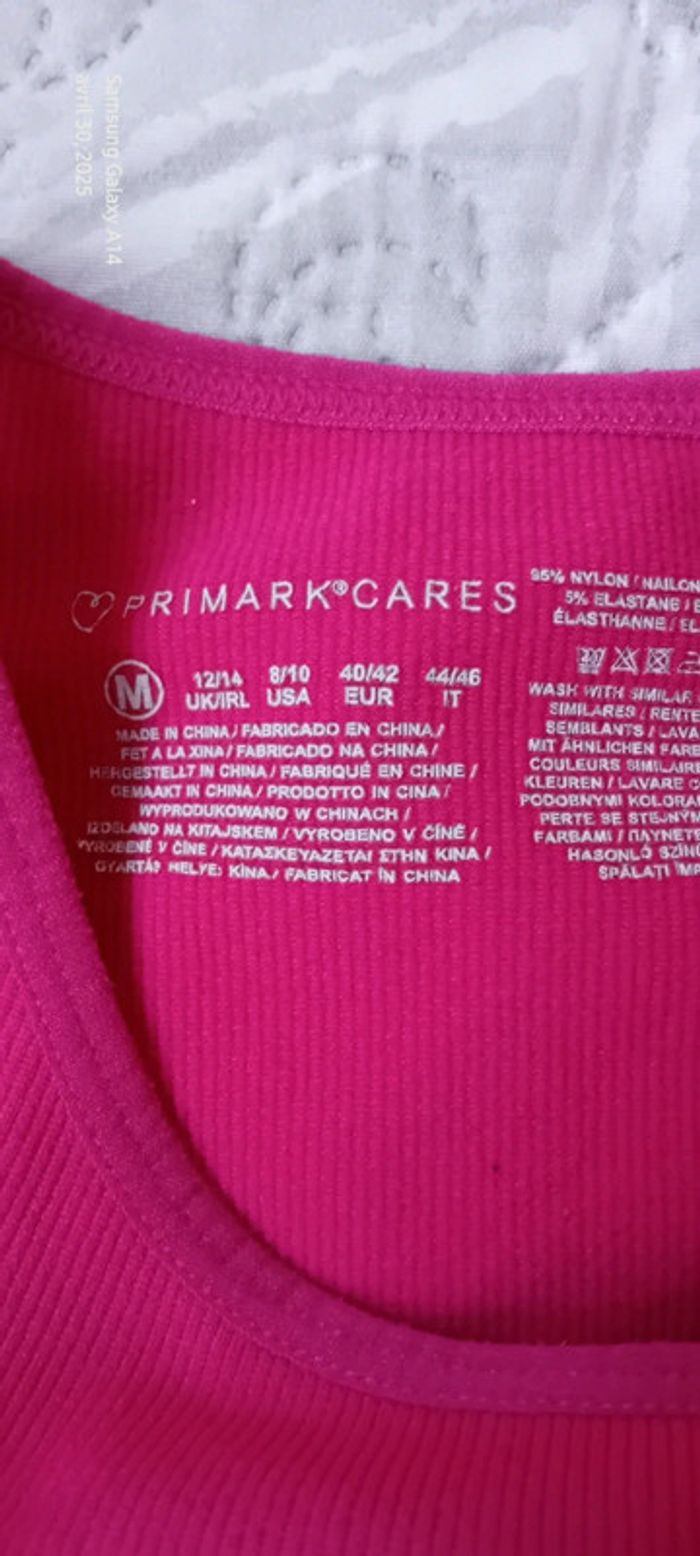 Samsung Galaxy A14
avril 30, 2025
PRIMARK®CARES
M
12/14 8/10 40/42 44/46
UK/IRL USA EUR IT
MADE IN CHINA / FABRICADO EN CHINA /
FET A LA XINA / FABRICADO NA CHINA /
HERGESTELLT IN CHINA / FABRIQUÉ EN CHINE /
GEMAAKT IN CHINA / PRODOTTO IN CINA /
WYPRODUKOWANO W CHINACH /
IZDELANO NA KITAJSKEM / VYROBENO V ČÍNĚ /
VYROBENÉ V ČÍNE / ΚΑΤΑΣΚΕΥΑΖΕΤΑΙ ΣΤΗΝ ΚΙΝΑ /
GYÁRTÁS HELYE: KÍNA / FABRICAT ÎN CHINA
95% NYLON / NAILON
5% ELASTANE / E
ÉLASTHANNE / EL
WASH WITH SIMILAR
SIMILARES / RENTE
SEMBLANTS / LAVA
MIT ÄHNLICHEN FARB
COULEURS SIMILAIRE
KLEUREN / LAVARE C
PODOBNYMI KOLORA
PERTE SE STEJNÝM
FARBAMI / ΠΛΥΝΕΤΕ
HASONLÓ SZÍNŰ
SPĂLAȚI ÎMP